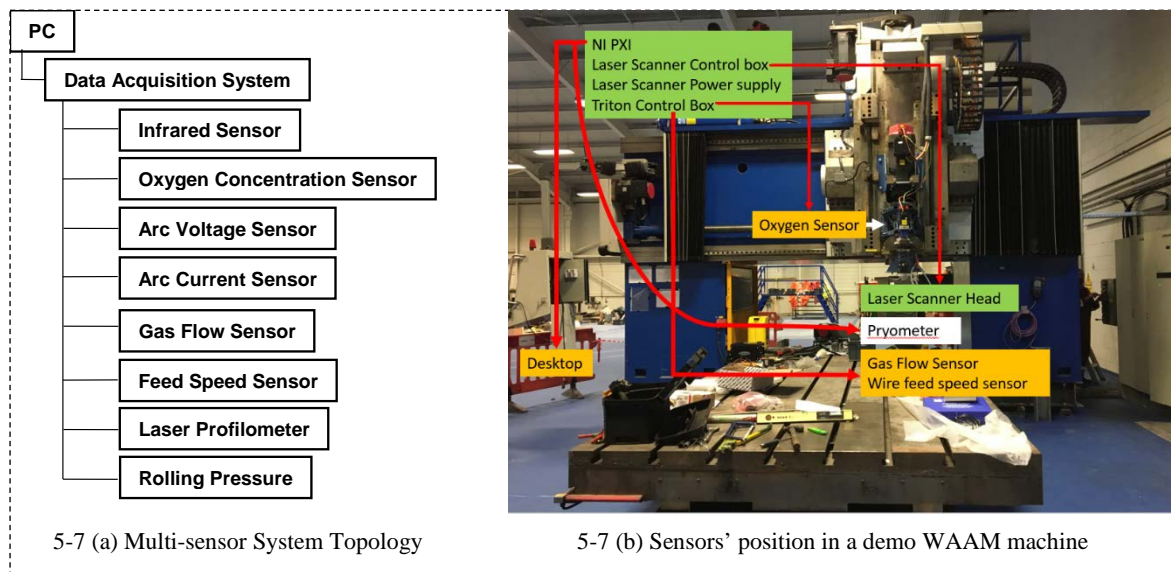 PC
Data Acquisition System
Infrared Sensor
Oxygen Concentration Sensor
Arc Voltage Sensor
Arc Current Sensor
Gas Flow Sensor
Feed Speed Sensor
Laser Profilometer
Rolling Pressure
5-7 (a) Multi-sensor System Topology
NI PXI
Laser Scanner Control box
Laser Scanner Power supply
Triton Control Box
Oxygen Sensor
Laser Scanner Head
Pryometer
Desktop
Gas Flow Sensor
Wire feed speed sensor
5-7 (b) Sensors’ position in a demo WAAM machine